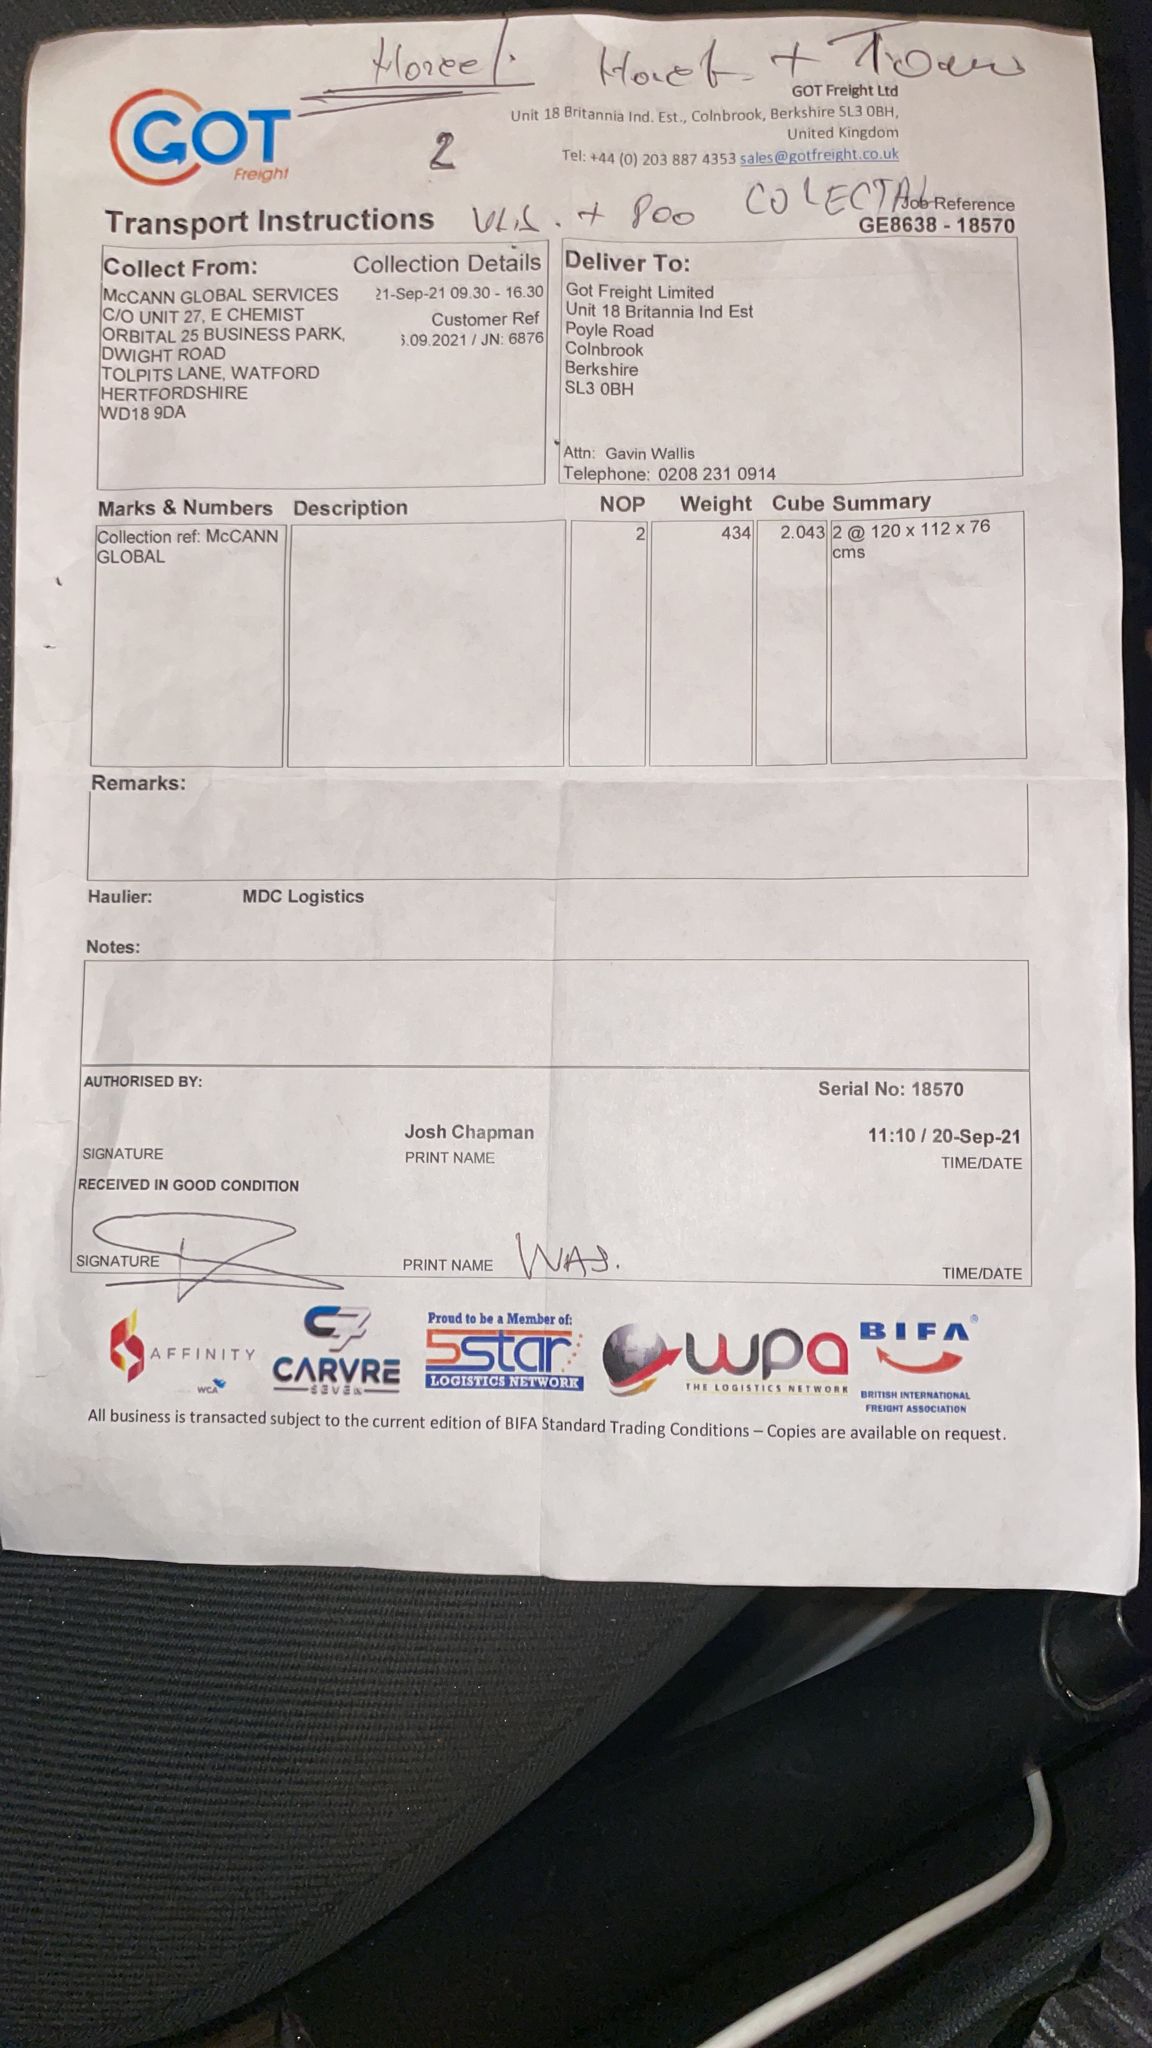 GOT
Freight
2
GOT Freight Ltd
Unit 18 Britannia Ind. Est., Colnbrook, Berkshire SL3 0BH,
United Kingdom
Tel: +44 (0) 203 887 4353 sales@gotfreight.co.uk
+ 800
Transport Instructions
Job Reference
GE8638 - 18570
Collect From:
McCANN GLOBAL SERVICES
C/O UNIT 27, E CHEMIST
ORBITAL 25 BUSINESS PARK,
DWIGHT ROAD
TOLPITS LANE, WATFORD
HERTFORDSHIRE
WD18 9DA
Collection Details
21-Sep-21 09.30 - 16.30
Customer Ref
.09.2021 / JN: 6876
Deliver To:
Got Freight Limited
Unit 18 Britannia Ind Est
Poyle Road
Colnbrook
Berkshire
SL3 0BH
Attn: Gavin Wallis
Telephone: 0208 231 0914
Marks & Numbers Description NOP Weight Cube Summary
Collection ref: McCANN 2 434 2.043 2 @ 120 x 112 x 76
GLOBAL cms
Remarks:
Haulier: MDC Logistics
Notes:
AUTHORISED BY:
Serial No: 18570
Josh Chapman 11:10 / 20-Sep-21
SIGNATURE PRINT NAME TIME/DATE
RECEIVED IN GOOD CONDITION
SIGNATURE PRINT NAME TIME/DATE
AFFINITY
WCA
CARVRE
SEVEN
Proud to be a Member of:
5star
LOGISTICS NETWORK
wpa
THE LOGISTICS NETWORK
BIFA®
BRITISH INTERNATIONAL
FREIGHT ASSOCIATION
All business is transacted subject to the current edition of BIFA Standard Trading Conditions – Copies are available on request.